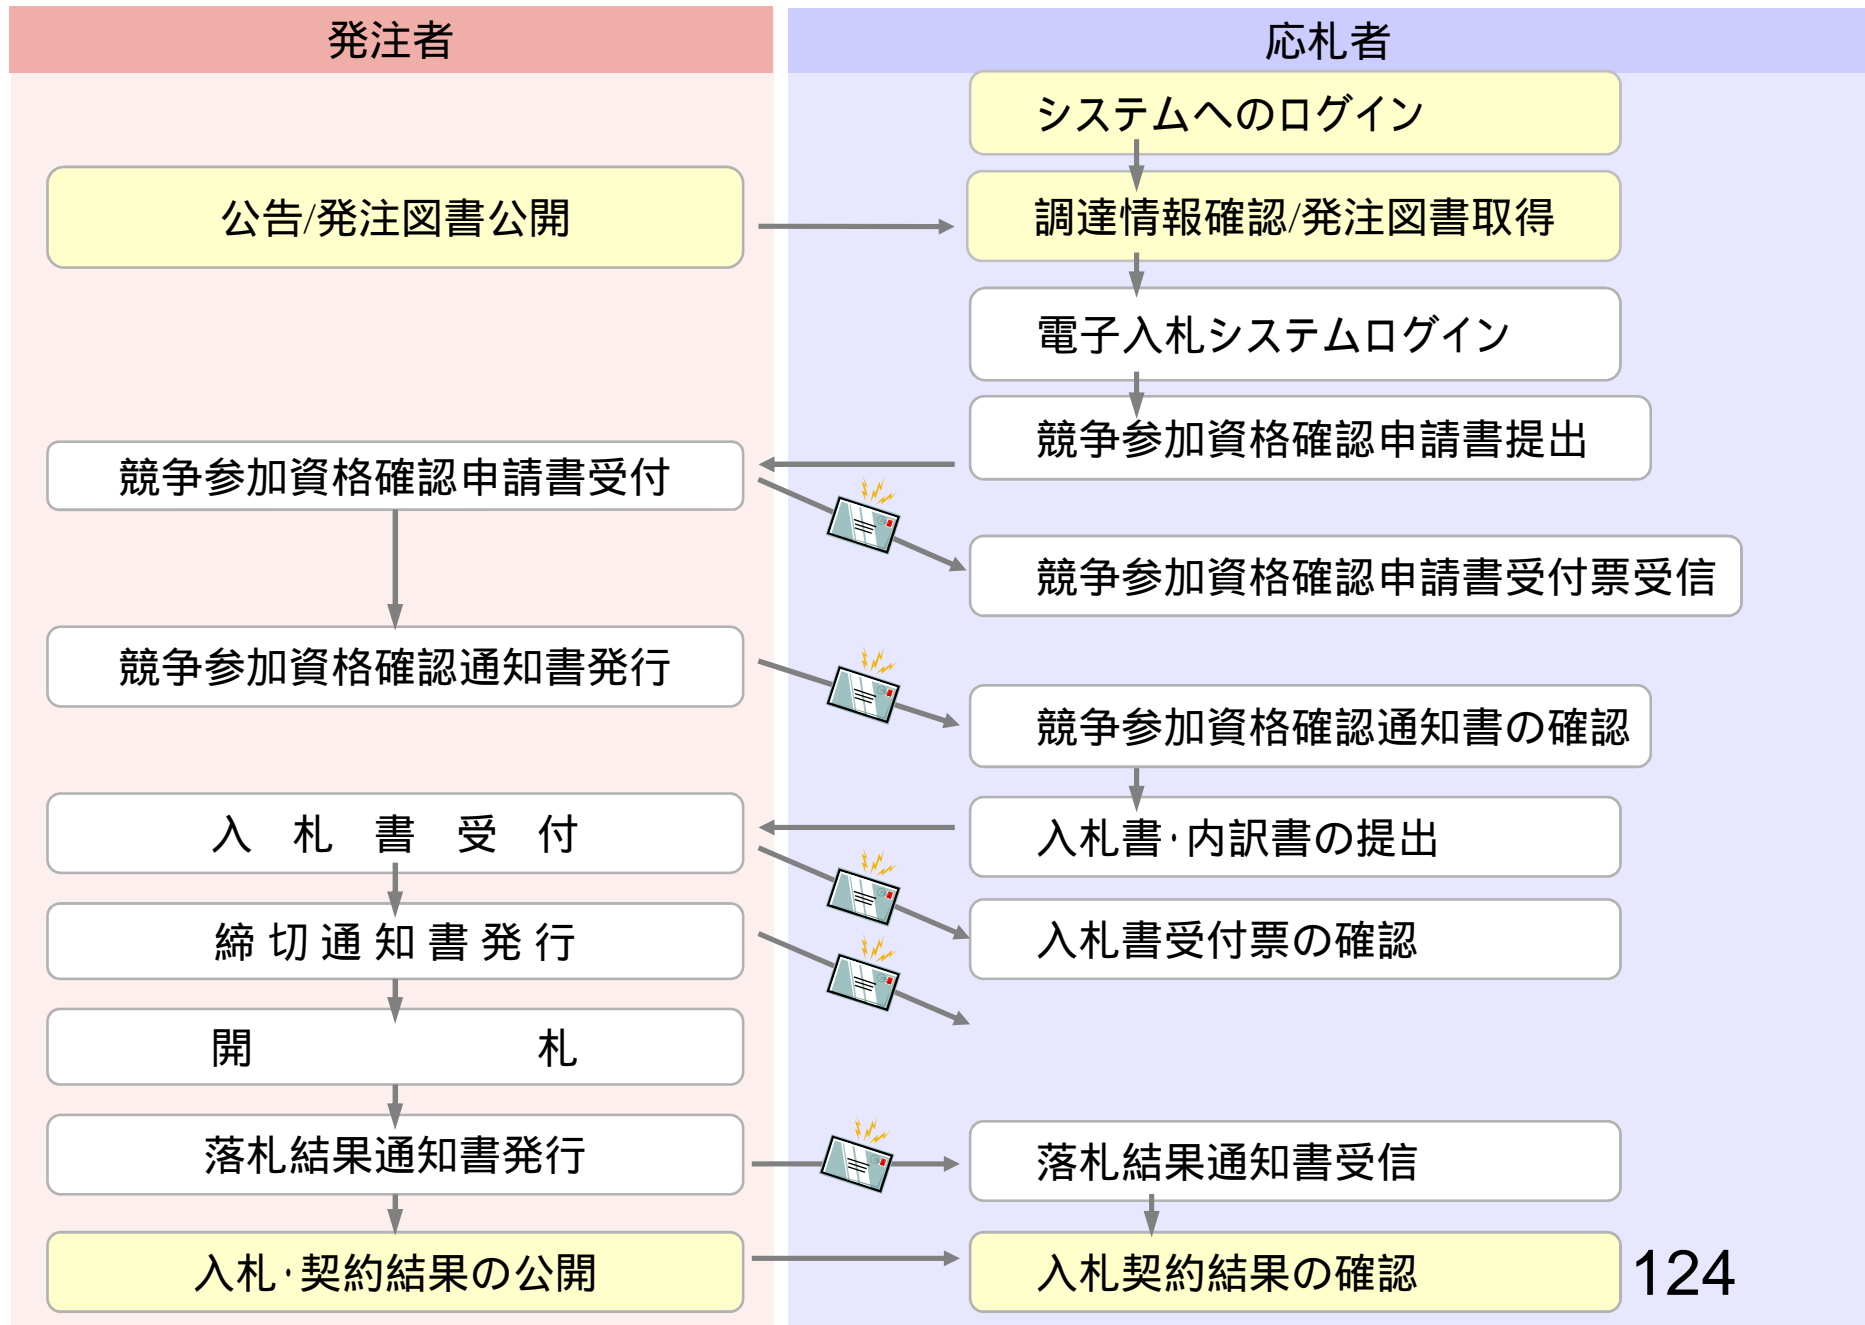 発注者
応札者
システムへのログイン
公告/発注図書公開
調達情報確認/発注図書取得
電子入札システムログイン
競争参加資格確認申請書提出
競争参加資格確認申請書受付
競争参加資格確認申請書受付票受信
競争参加資格確認通知書発行
競争参加資格確認通知書の確認
入　札　書　受　付
入札書･内訳書の提出
入札書受付票の確認
締 切 通 知 書 発 行
開　　　　　　　札
落札結果通知書発行
落札結果通知書受信
入札･契約結果の公開
入札契約結果の確認
124